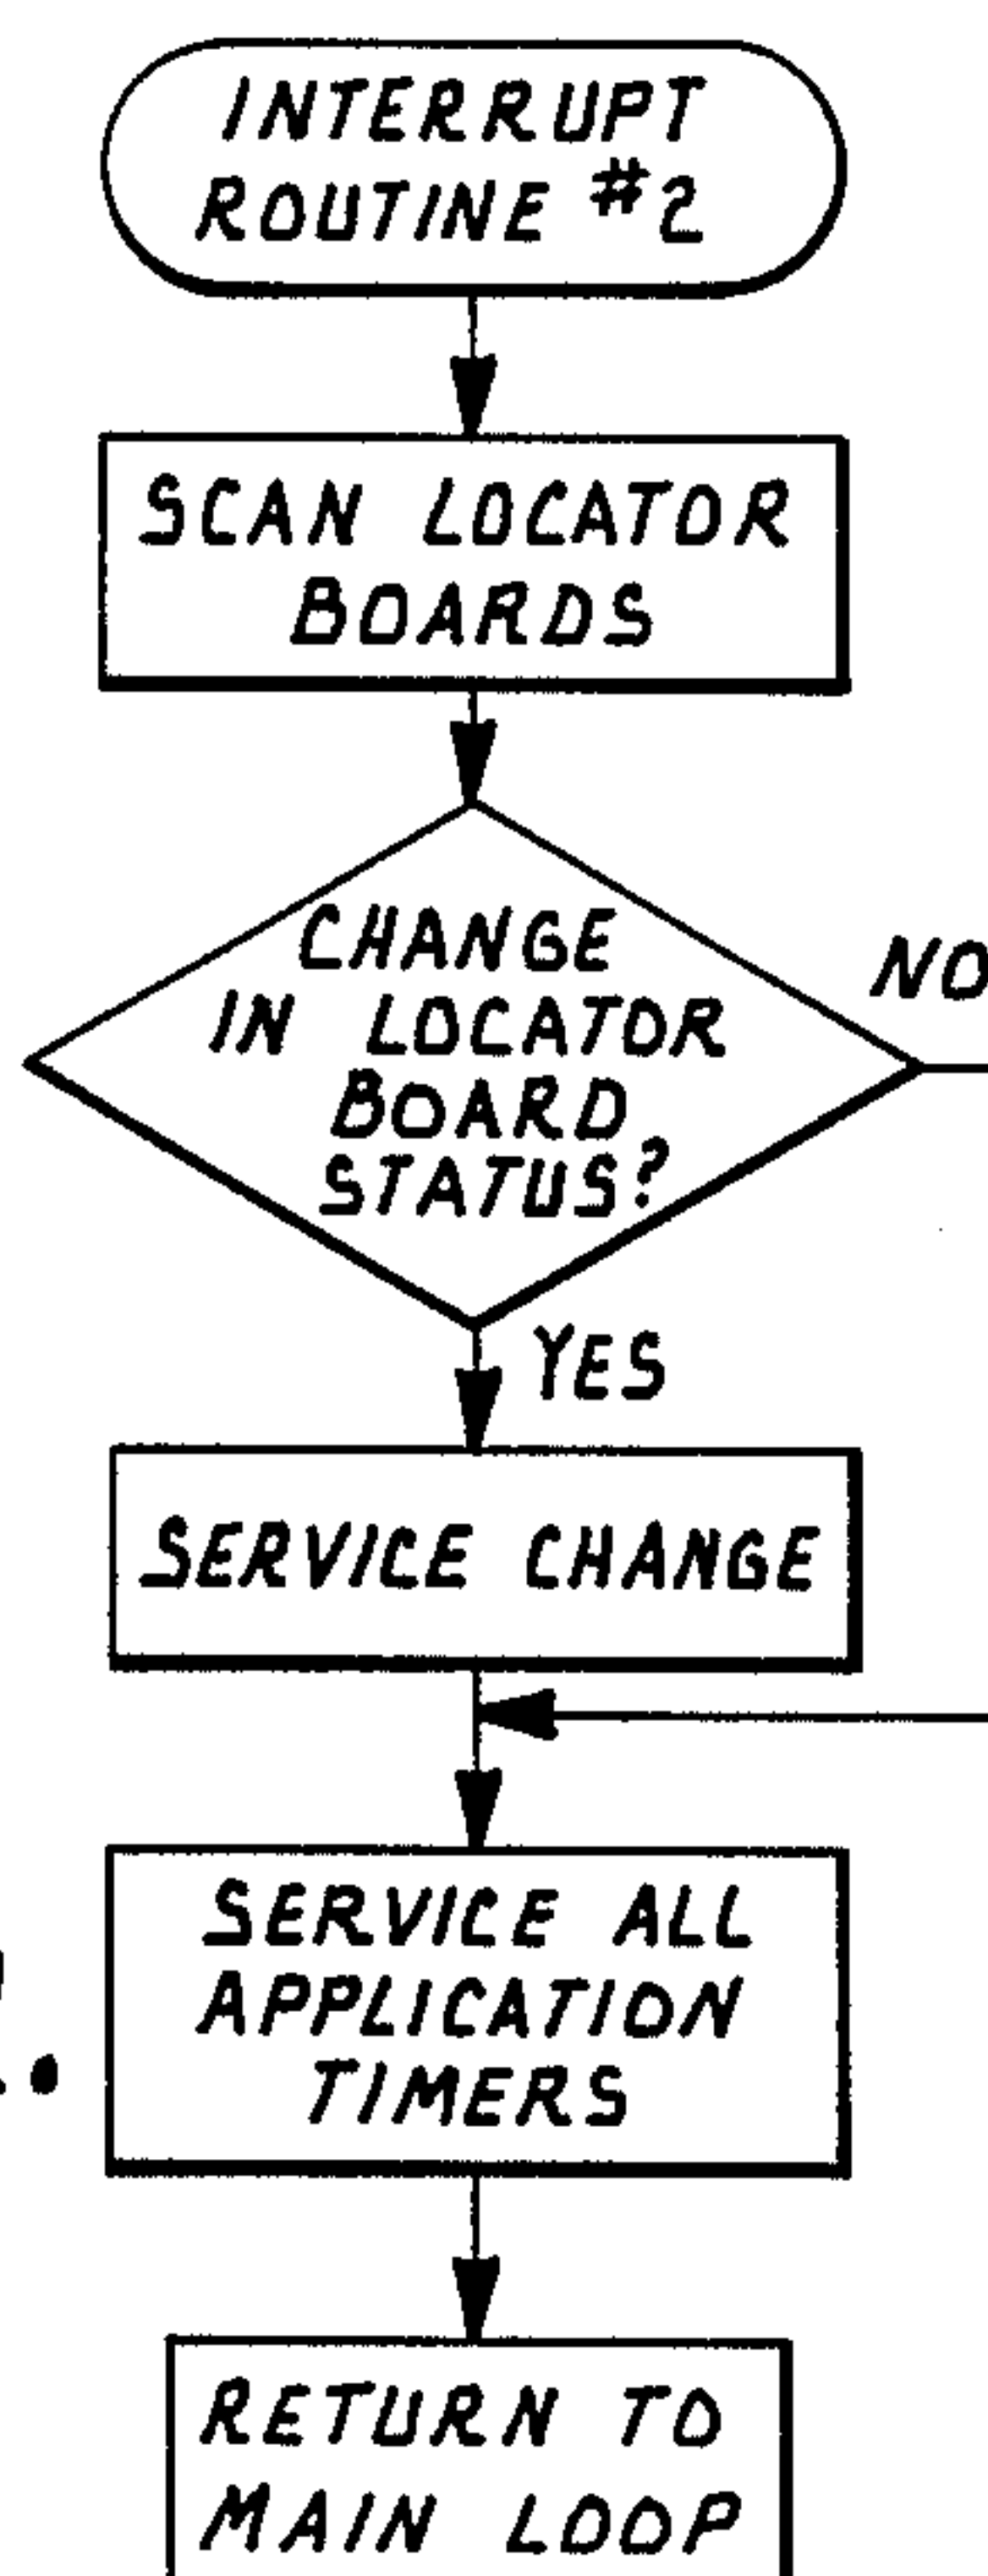 INTERRUPT
ROUTINE #2
SCAN LOCATOR
BOARDS
CHANGE
IN LOCATOR
BOARD
STATUS?
NO
YES
SERVICE CHANGE
SERVICE ALL
APPLICATION
TIMERS
RETURN TO
MAIN LOOP